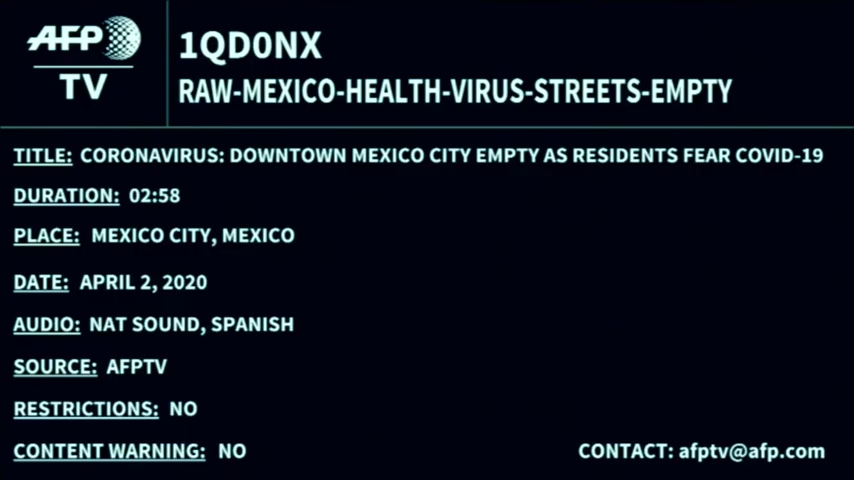 AFP
TV
1QD0NX
RAW-MEXICO-HEALTH-VIRUS-STREETS-EMPTY
TITLE: CORONAVIRUS: DOWNTOWN MEXICO CITY EMPTY AS RESIDENTS FEAR COVID-19
DURATION: 02:58
PLACE: MEXICO CITY, MEXICO
DATE: APRIL 2, 2020
AUDIO: NAT SOUND, SPANISH
SOURCE: AFPTV
RESTRICTIONS: NO
CONTENT WARNING: NO
CONTACT: afptv@afp.com